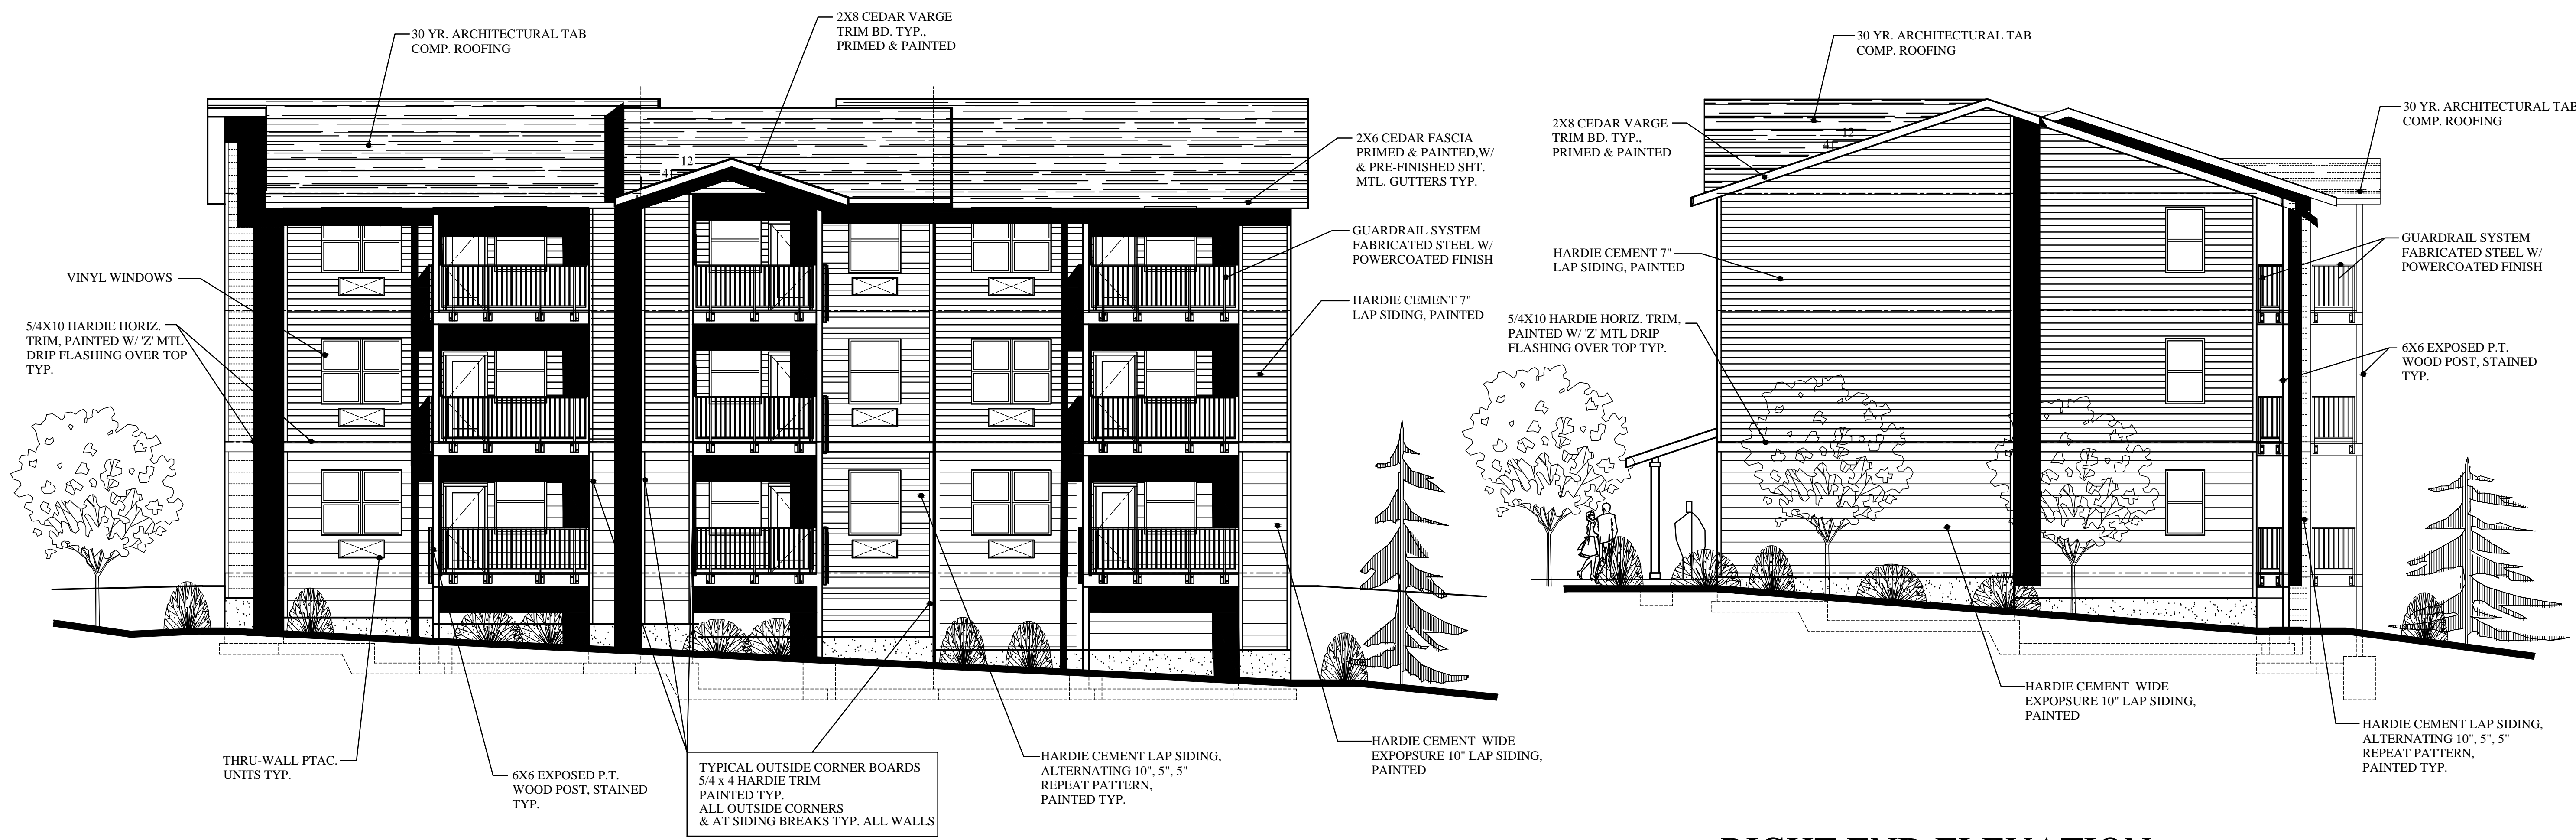 30 YR. ARCHITECTURAL TAB
COMP. ROOFING
2X8 CEDAR VARGE
TRIM BD. TYP.,
PRIMED & PAINTED
12
4
2X6 CEDAR FASCIA
PRIMED & PAINTED,W/
& PRE-FINISHED SHT.
MTL. GUTTERS TYP.
GUARDRAIL SYSTEM
FABRICATED STEEL W/
POWERCOATED FINISH
HARDIE CEMENT 7"
LAP SIDING, PAINTED
VINYL WINDOWS
5/4X10 HARDIE HORIZ.
TRIM, PAINTED W/ 'Z' MTL
DRIP FLASHING OVER TOP
TYP.
THRU-WALL PTAC.
UNITS TYP.
6X6 EXPOSED P.T.
WOOD POST, STAINED
TYP.
TYPICAL OUTSIDE CORNER BOARDS
5/4 x 4 HARDIE TRIM
PAINTED TYP.
ALL OUTSIDE CORNERS
& AT SIDING BREAKS TYP. ALL WALLS
HARDIE CEMENT LAP SIDING,
ALTERNATING 10", 5", 5"
REPEAT PATTERN,
PAINTED TYP.
HARDIE CEMENT WIDE
EXPOPSURE 10" LAP SIDING,
PAINTED
30 YR. ARCHITECTURAL TAB
COMP. ROOFING
2X8 CEDAR VARGE
TRIM BD. TYP.,
PRIMED & PAINTED
12
4
30 YR. ARCHITECTURAL TAB
COMP. ROOFING
HARDIE CEMENT 7"
LAP SIDING, PAINTED
GUARDRAIL SYSTEM
FABRICATED STEEL W/
POWERCOATED FINISH
5/4X10 HARDIE HORIZ. TRIM,
PAINTED W/ 'Z' MTL DRIP
FLASHING OVER TOP TYP.
6X6 EXPOSED P.T.
WOOD POST, STAINED
TYP.
HARDIE CEMENT WIDE
EXPOPSURE 10" LAP SIDING,
PAINTED
HARDIE CEMENT LAP SIDING,
ALTERNATING 10", 5", 5"
REPEAT PATTERN,
PAINTED TYP.
RIGHT END ELEVATION